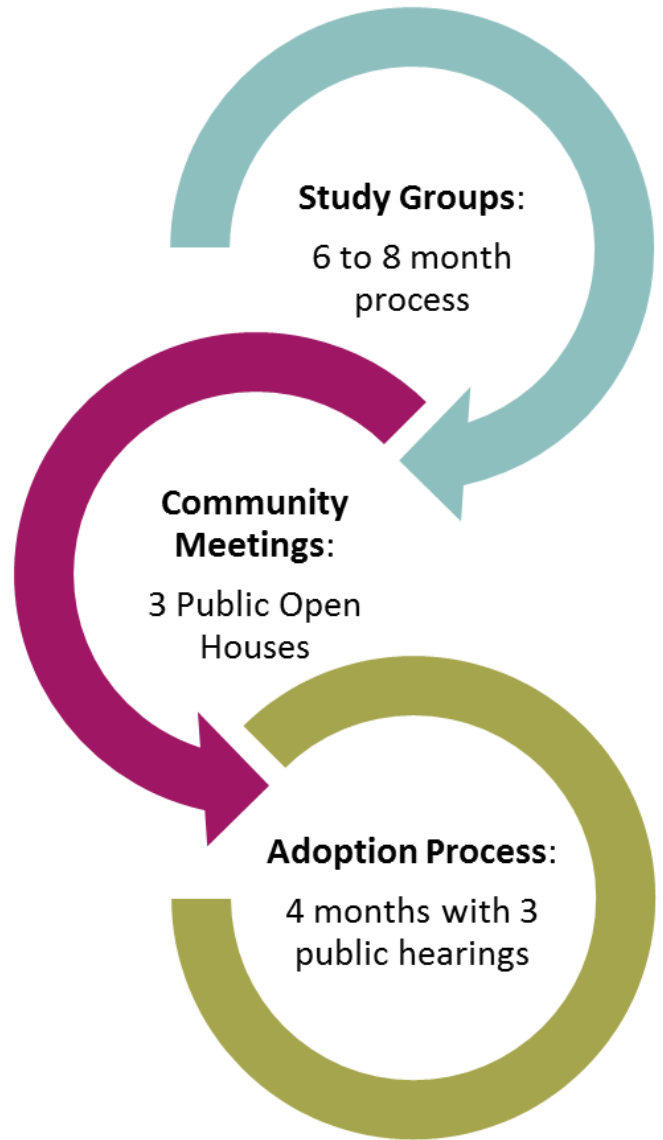 Study Groups:
6 to 8 month
process
Community
Meetings:
3 Public Open
Houses
Adoption Process:
4 months with 3
public hearings